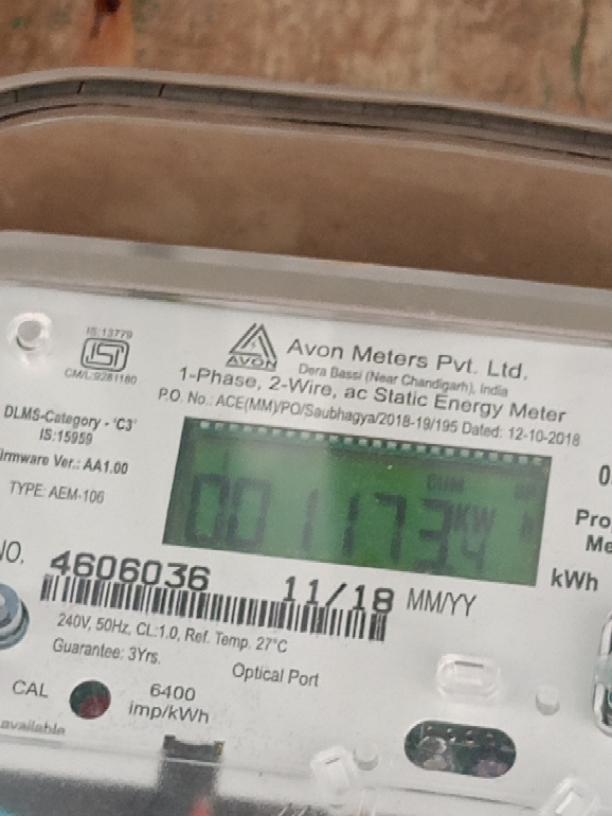 IS:13779
ISI
CM/L:9281180
AVON
Avon Meters Pvt. Ltd.
Dera Bassi (Near Chandigarh), India
1-Phase, 2-Wire, ac Static Energy Meter
P.O. No.: ACE(MM)/PO/Saubhagya/2018-19/195 Dated: 12-10-2018
DLMS-Category - 'C3'
IS:15959
irmware Ver.: AA1.00
TYPE: AEM-106
CUM
001173
KW
kWh
Pro
Me
NO.
4606036
11/18 MM/YY
240V, 50Hz, CL:1.0, Ref. Temp. 27°C
Guarantee: 3Yrs.
Optical Port
CAL
6400
imp/kWh
available